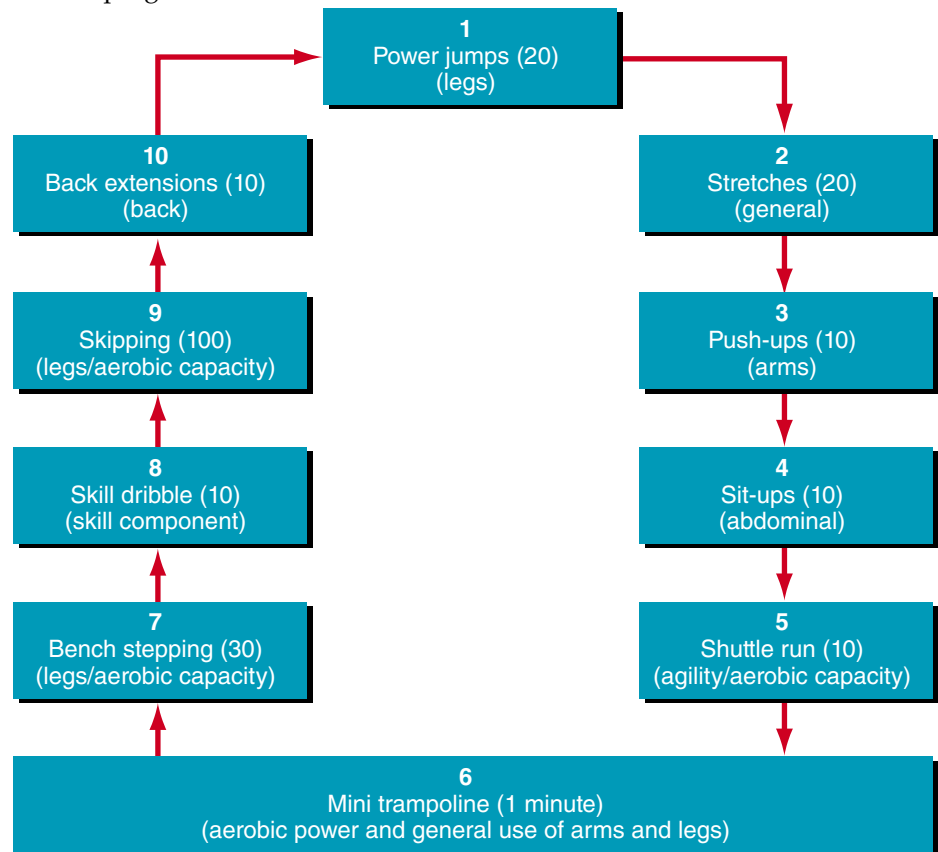 1
Power jumps (20)
(legs)
2
Stretches (20)
(general)
3
Push-ups (10)
(arms)
4
Sit-ups (10)
(abdominal)
5
Shuttle run (10)
(agility/aerobic capacity)
6
Mini trampoline (1 minute)
(aerobic power and general use of arms and legs)
7
Bench stepping (30)
(legs/aerobic capacity)
8
Skill dribble (10)
(skill component)
9
Skipping (100)
(legs/aerobic capacity)
10
Back extensions (10)
(back)